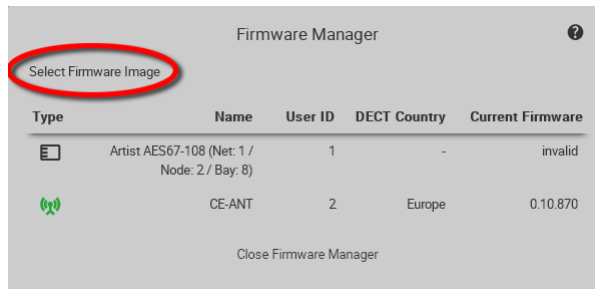 Firmware Manager
?
Select Firmware Image
Type Name User ID DECT Country Current Firmware
Artist AES67-108 (Net: 1 / 1 - invalid
Node: 2 / Bay: 8)
CE-ANT 2 Europe 0.10.870
Close Firmware Manager